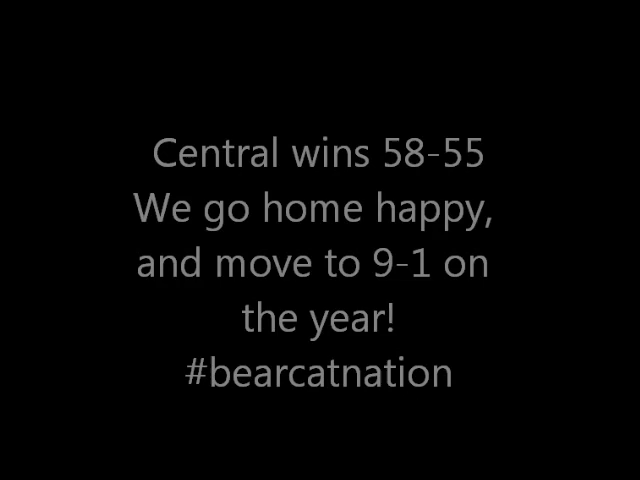 Central wins 58-55
We go home happy,
and move to 9-1 on
the year!
#bearcatnation